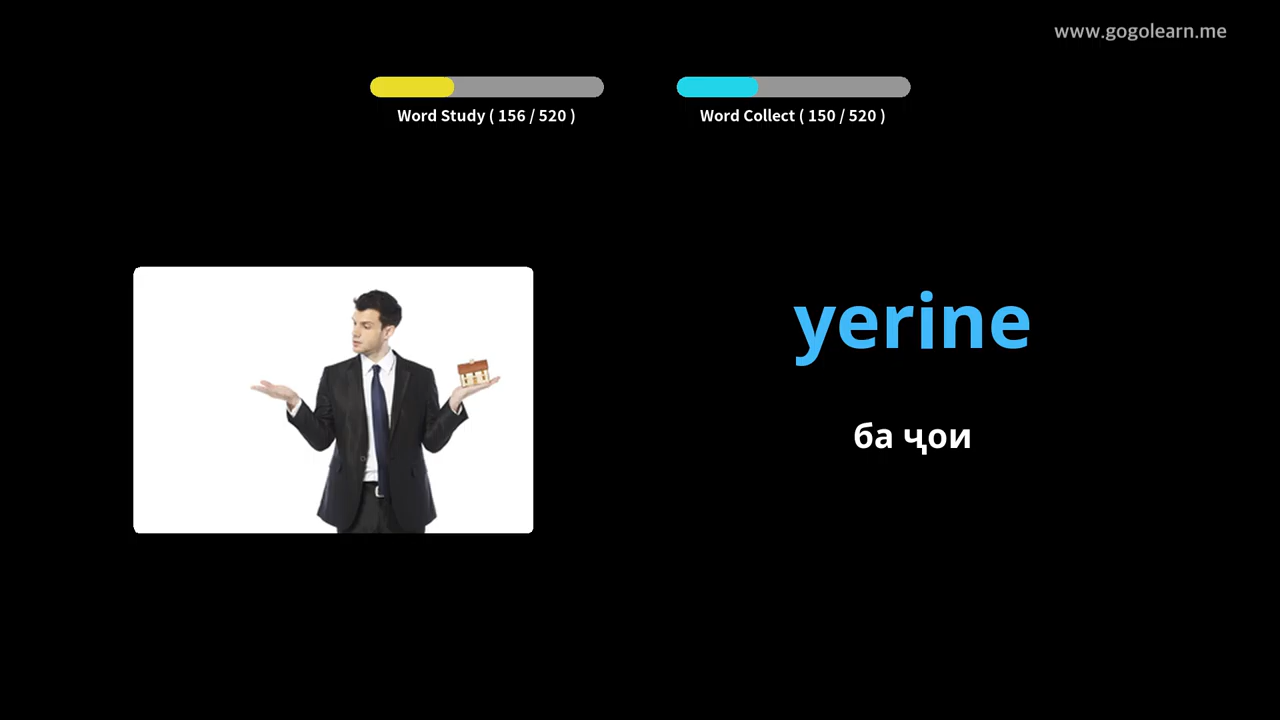 www.gogolearn.me
Word Study ( 156 / 520 )
Word Collect ( 150 / 520 )
yerine
ба ҷои